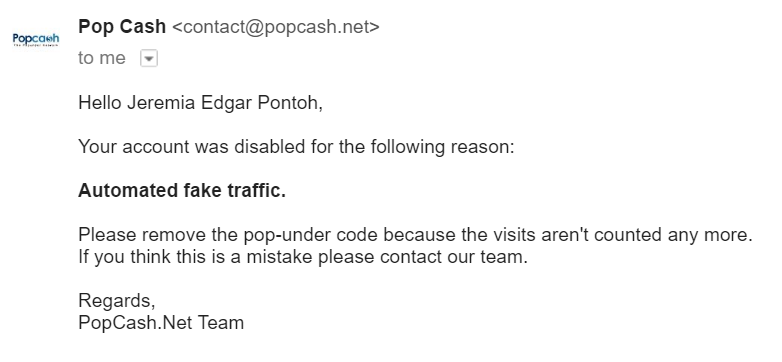 Popcash
Pop Cash <contact@popcash.net>
to me
Hello Jeremia Edgar Pontoh,
Your account was disabled for the following reason:
Automated fake traffic.
Please remove the pop-under code because the visits aren't counted any more.
If you think this is a mistake please contact our team.
Regards,
PopCash.Net Team